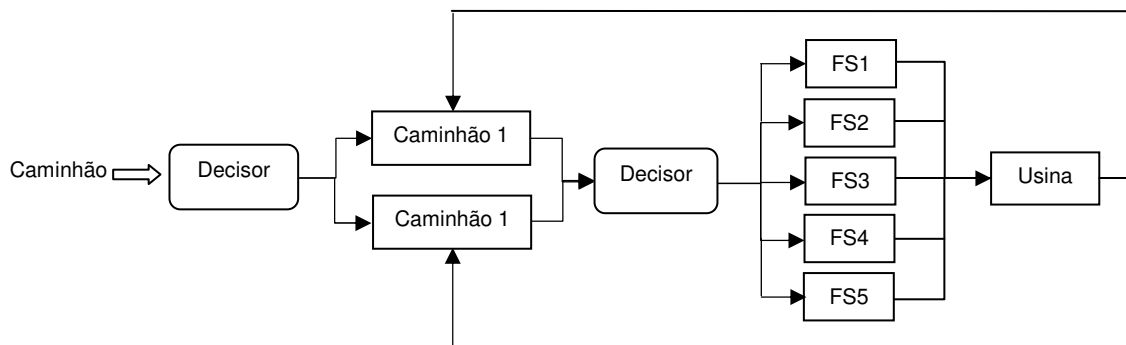 Caminhão
Decisor
Caminhão 1
Caminhão 1
Decisor
FS1
FS2
FS3
FS4
FS5
Usina